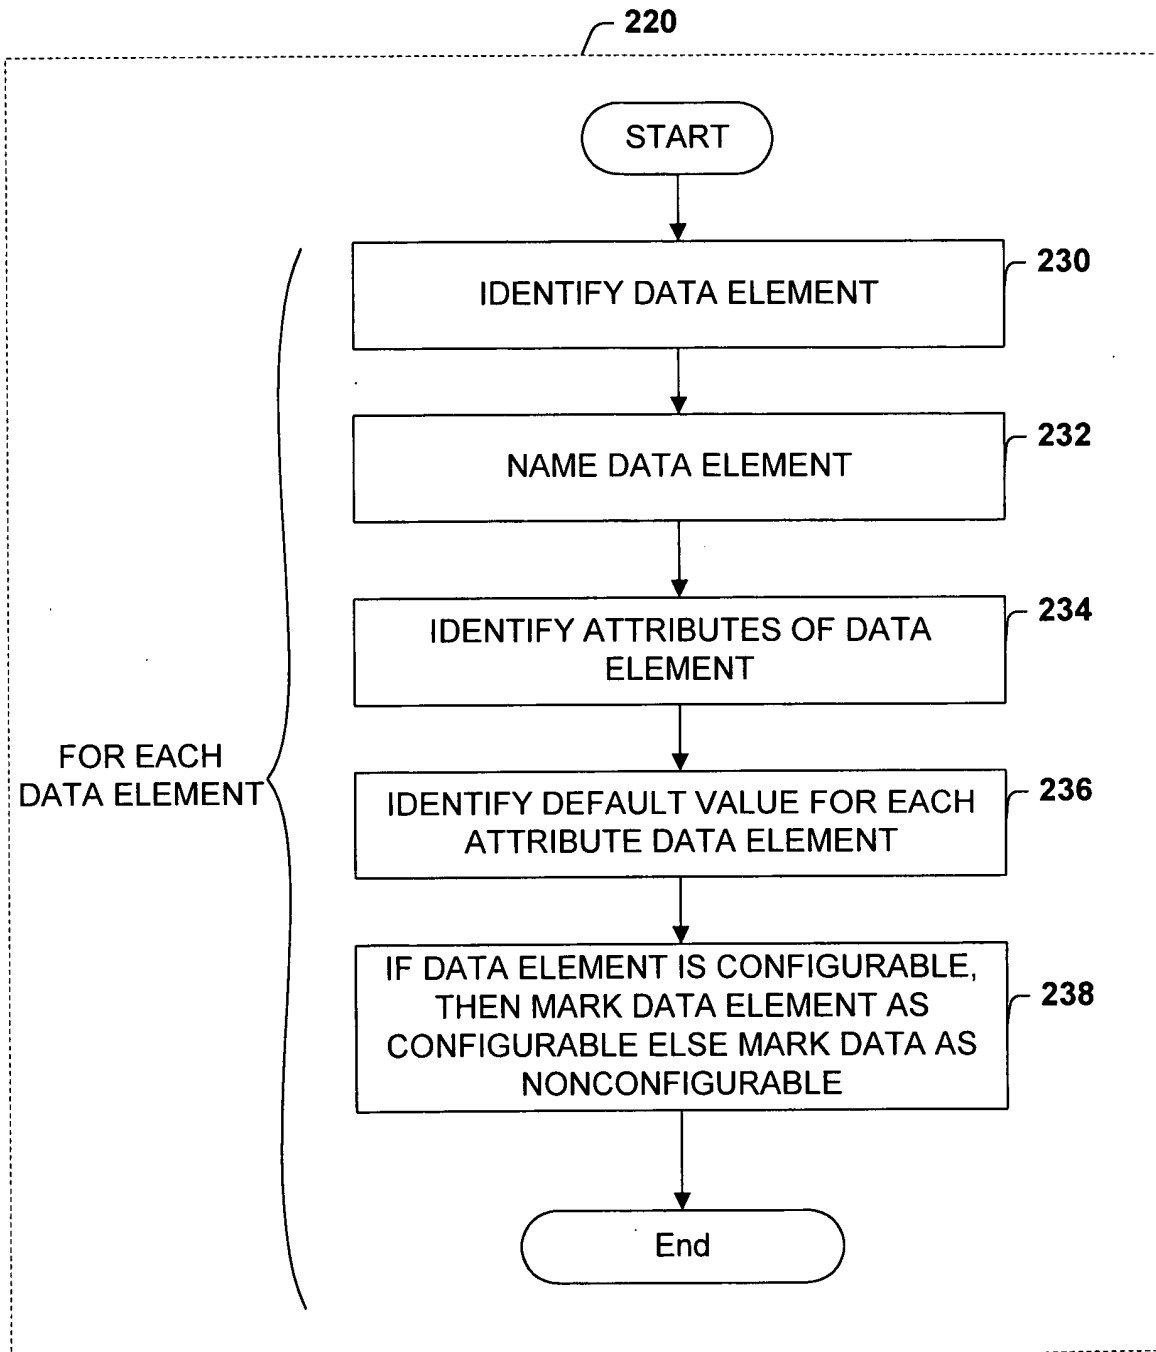 220
START
230
IDENTIFY DATA ELEMENT
232
NAME DATA ELEMENT
234
IDENTIFY ATTRIBUTES OF DATA
ELEMENT
FOR EACH
DATA ELEMENT
236
IDENTIFY DEFAULT VALUE FOR EACH
ATTRIBUTE DATA ELEMENT
238
IF DATA ELEMENT IS CONFIGURABLE,
THEN MARK DATA ELEMENT AS
CONFIGURABLE ELSE MARK DATA AS
NONCONFIGURABLE
End